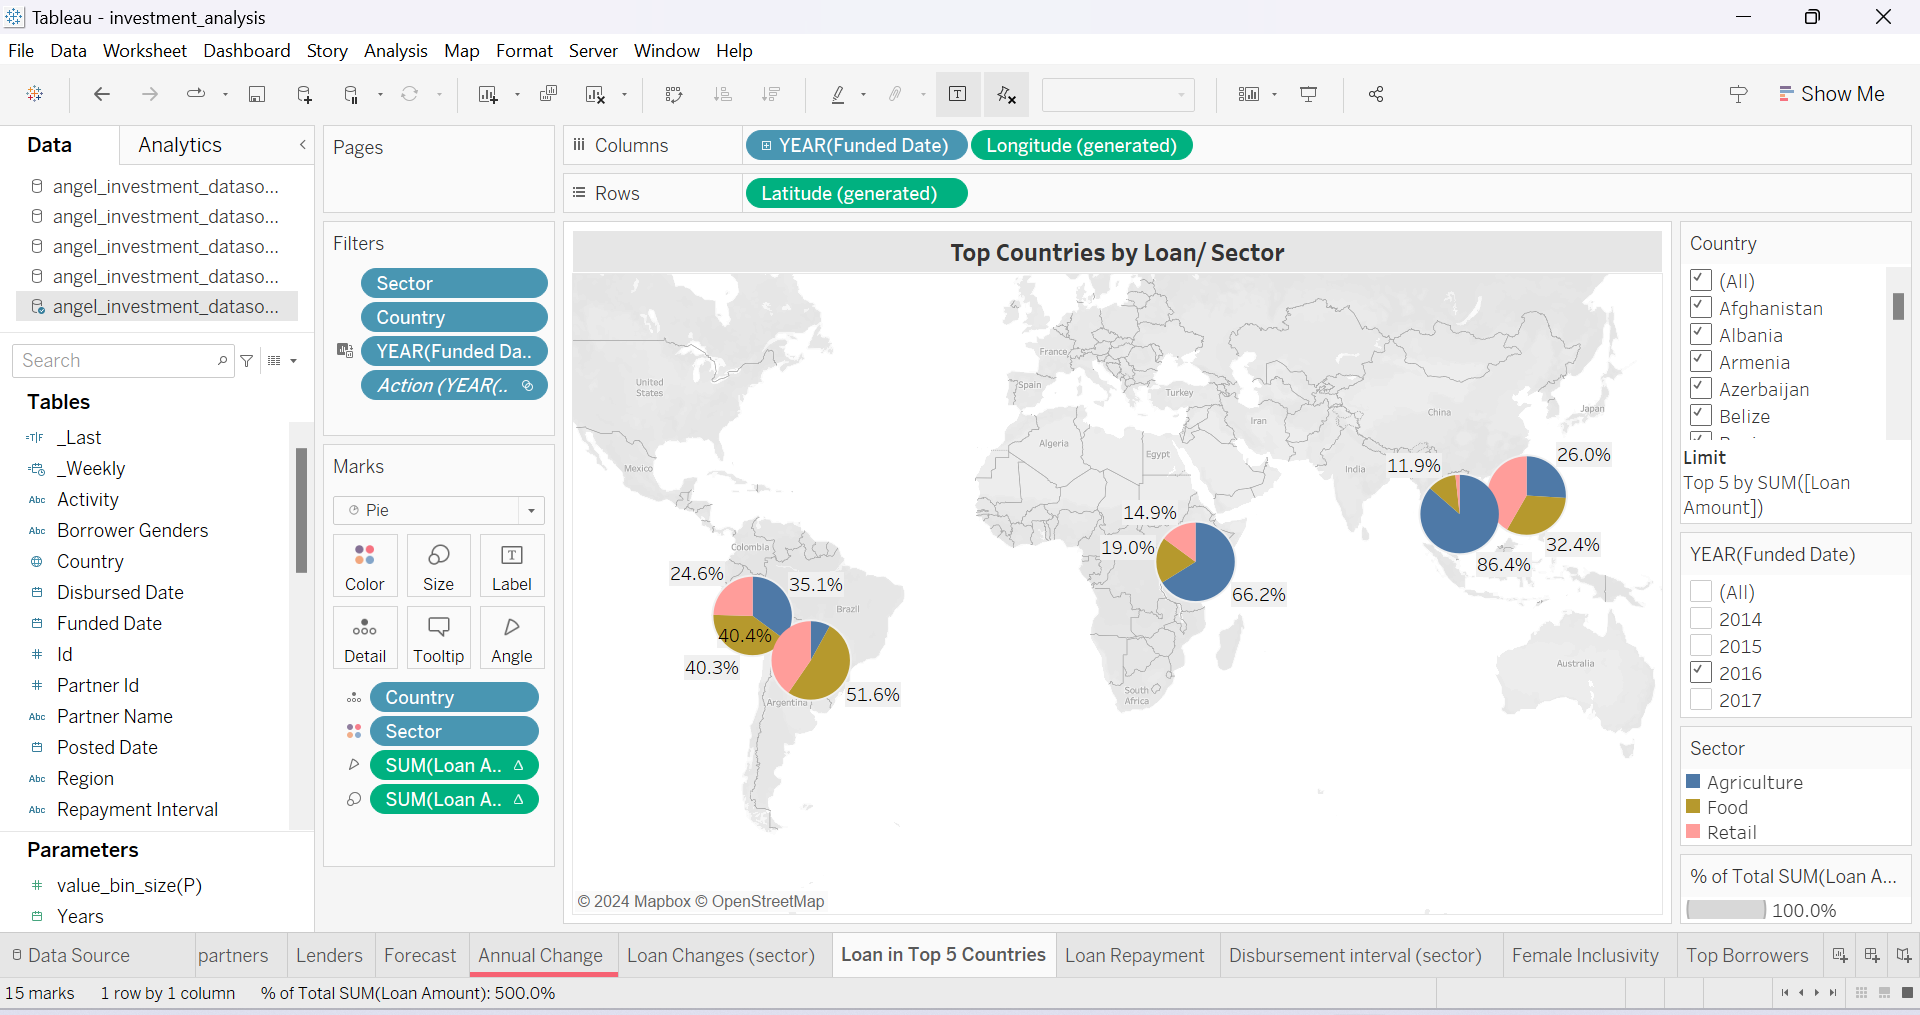 Tableau - investment_analysis
File Data Worksheet Dashboard Story Analysis Map Format Server Window Help
Show Me
Data
Analytics
angel_investment_dataso...
angel_investment_dataso...
angel_investment_dataso...
angel_investment_dataso...
angel_investment_dataso...
Search
Tables
=T|F _Last
_Weekly
Abc Activity
Abc Borrower Genders
Country
Disbursed Date
Funded Date
# Id
# Partner Id
Abc Partner Name
Posted Date
Abc Region
Abc Repayment Interval
Parameters
# value_bin_size(P)
Years
Pages
Filters
Sector
Country
YEAR(Funded Da..
Action (YEAR(..
Marks
Pie
Color Size Label
Detail Tooltip Angle
Country
Sector
SUM(Loan A.. Δ
SUM(Loan A.. Δ
Columns
YEAR(Funded Date)
Longitude (generated)
Rows
Latitude (generated)
Top Countries by Loan/ Sector
United
States
Mexico
Colombia
Brazil
Argentina
France
Spain
Turkey
Algeria
Egypt
Iran
India
China
Japan
South
Africa
Australia
24.6%
35.1%
40.4%
40.3%
51.6%
14.9%
19.0%
66.2%
11.9%
26.0%
32.4%
86.4%
© 2024 Mapbox © OpenStreetMap
Country
(All)
Afghanistan
Albania
Armenia
Azerbaijan
Belize
Limit
Top 5 by SUM([Loan
Amount])
YEAR(Funded Date)
(All)
2014
2015
2016
2017
Sector
Agriculture
Food
Retail
% of Total SUM(Loan A...
100.0%
Data Source
partners
Lenders
Forecast
Annual Change
Loan Changes (sector)
Loan in Top 5 Countries
Loan Repayment
Disbursement interval (sector)
Female Inclusivity
Top Borrowers
15 marks 1 row by 1 column % of Total SUM(Loan Amount): 500.0%